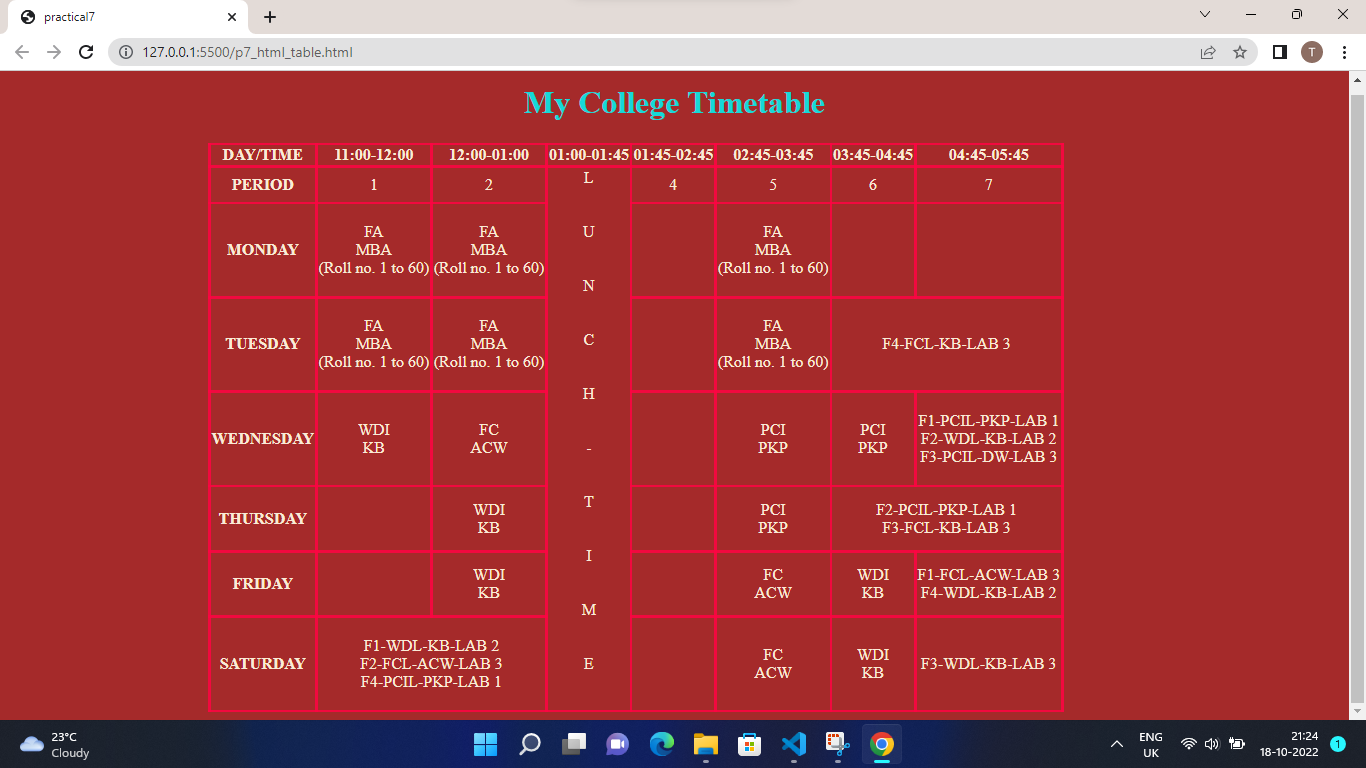 practical7
127.0.0.1:5500/p7_html_table.html
T
My College Timetable
DAY/TIME 11:00-12:00 12:00-01:00 01:00-01:45 01:45-02:45 02:45-03:45 03:45-04:45 04:45-05:45
PERIOD 1 2 4 5 6 7
L
U
N
C
H
-
T
I
M
E
MONDAY
FA
MBA
(Roll no. 1 to 60)
FA
MBA
(Roll no. 1 to 60)
FA
MBA
(Roll no. 1 to 60)
TUESDAY
FA
MBA
(Roll no. 1 to 60)
FA
MBA
(Roll no. 1 to 60)
FA
MBA
(Roll no. 1 to 60)
F4-FCL-KB-LAB 3
WEDNESDAY
WDI
KB
FC
ACW
PCI
PKP
PCI
PKP
F1-PCIL-PKP-LAB 1
F2-WDL-KB-LAB 2
F3-PCIL-DW-LAB 3
THURSDAY
WDI
KB
PCI
PKP
F2-PCIL-PKP-LAB 1
F3-FCL-KB-LAB 3
FRIDAY
WDI
KB
FC
ACW
WDI
KB
F1-FCL-ACW-LAB 3
F4-WDL-KB-LAB 2
SATURDAY
F1-WDL-KB-LAB 2
F2-FCL-ACW-LAB 3
F4-PCIL-PKP-LAB 1
FC
ACW
WDI
KB
F3-WDL-KB-LAB 3
23°C
Cloudy
ENG
UK
21:24
18-10-2022
1